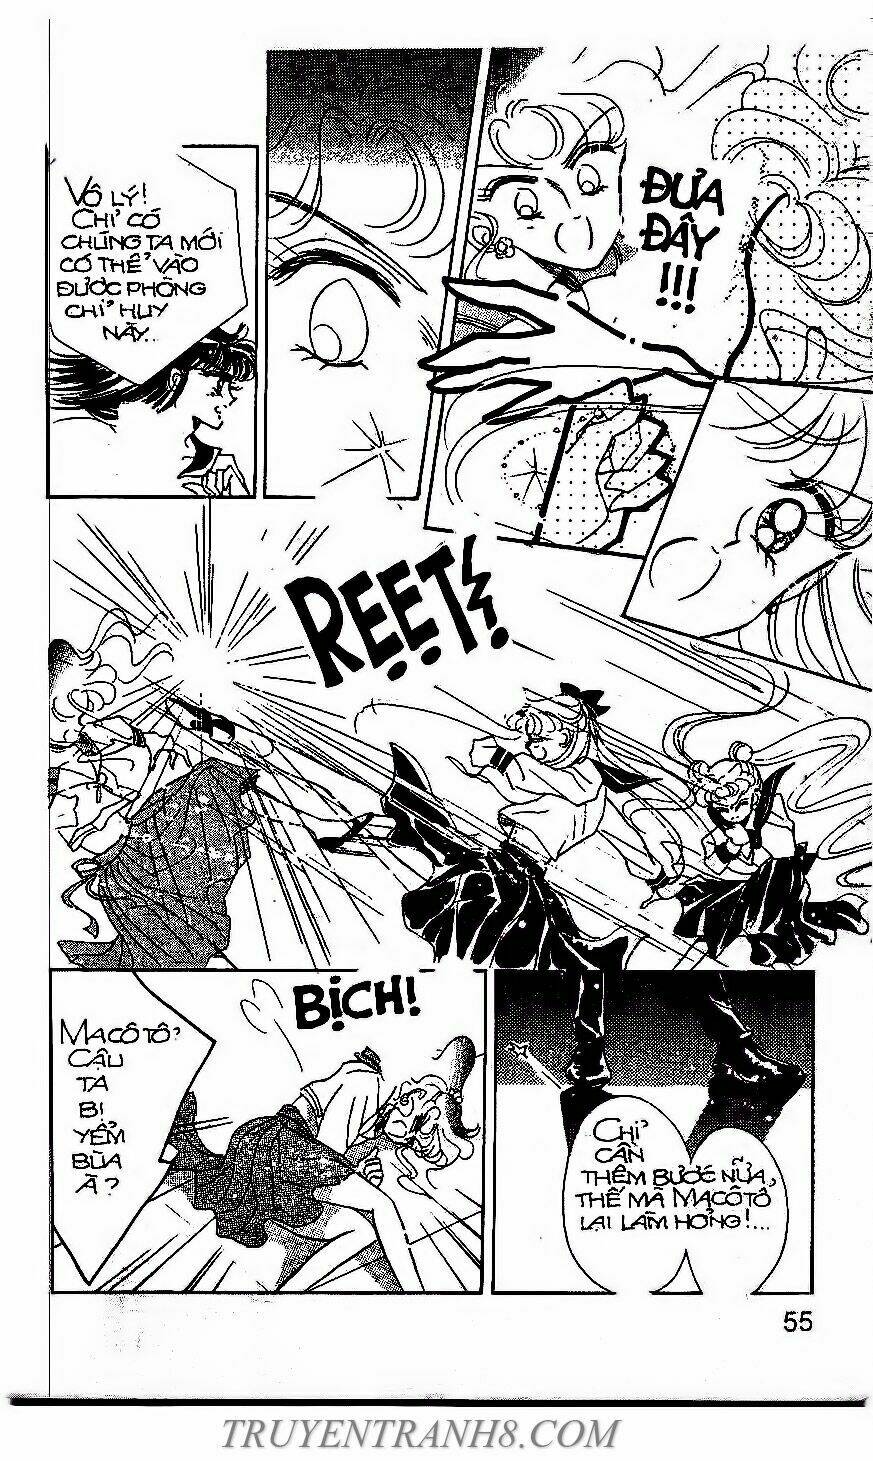 VÔ LÝ!
CHỈ CÓ
CHÚNG TA MỚI
CÓ THỂ VÀO
ĐƯỢC PHÒNG
CHỈ HUY
NÀY...
ĐƯA
ĐÂY
!!!
REẸT!
BỊCH!
MACÔTÔ?
CẬU
TA
BỊ
YỂM
BÙA
À?
CHỈ
CẦN
THÊM BƯỚC NỮA,
THẾ MÀ MACÔTÔ
LẠI LÀM HỎNG!...
55
TRUYENTRANH8.COM